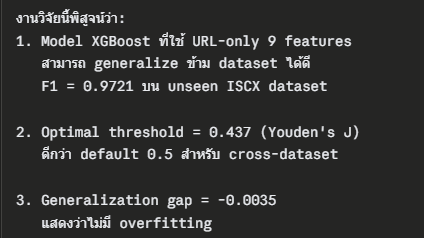 งานวิจัยนี้พิสูจน์ว่า:
1. Model XGBoost ที่ใช้ URL-only 9 features
สามารถ generalize ข้าม dataset ได้ดี
F1 = 0.9721 บน unseen ISCX dataset
2. Optimal threshold = 0.437 (Youden's J)
ดีกว่า default 0.5 สำหรับ cross-dataset
3. Generalization gap = -0.0035
แสดงว่าไม่มี overfitting